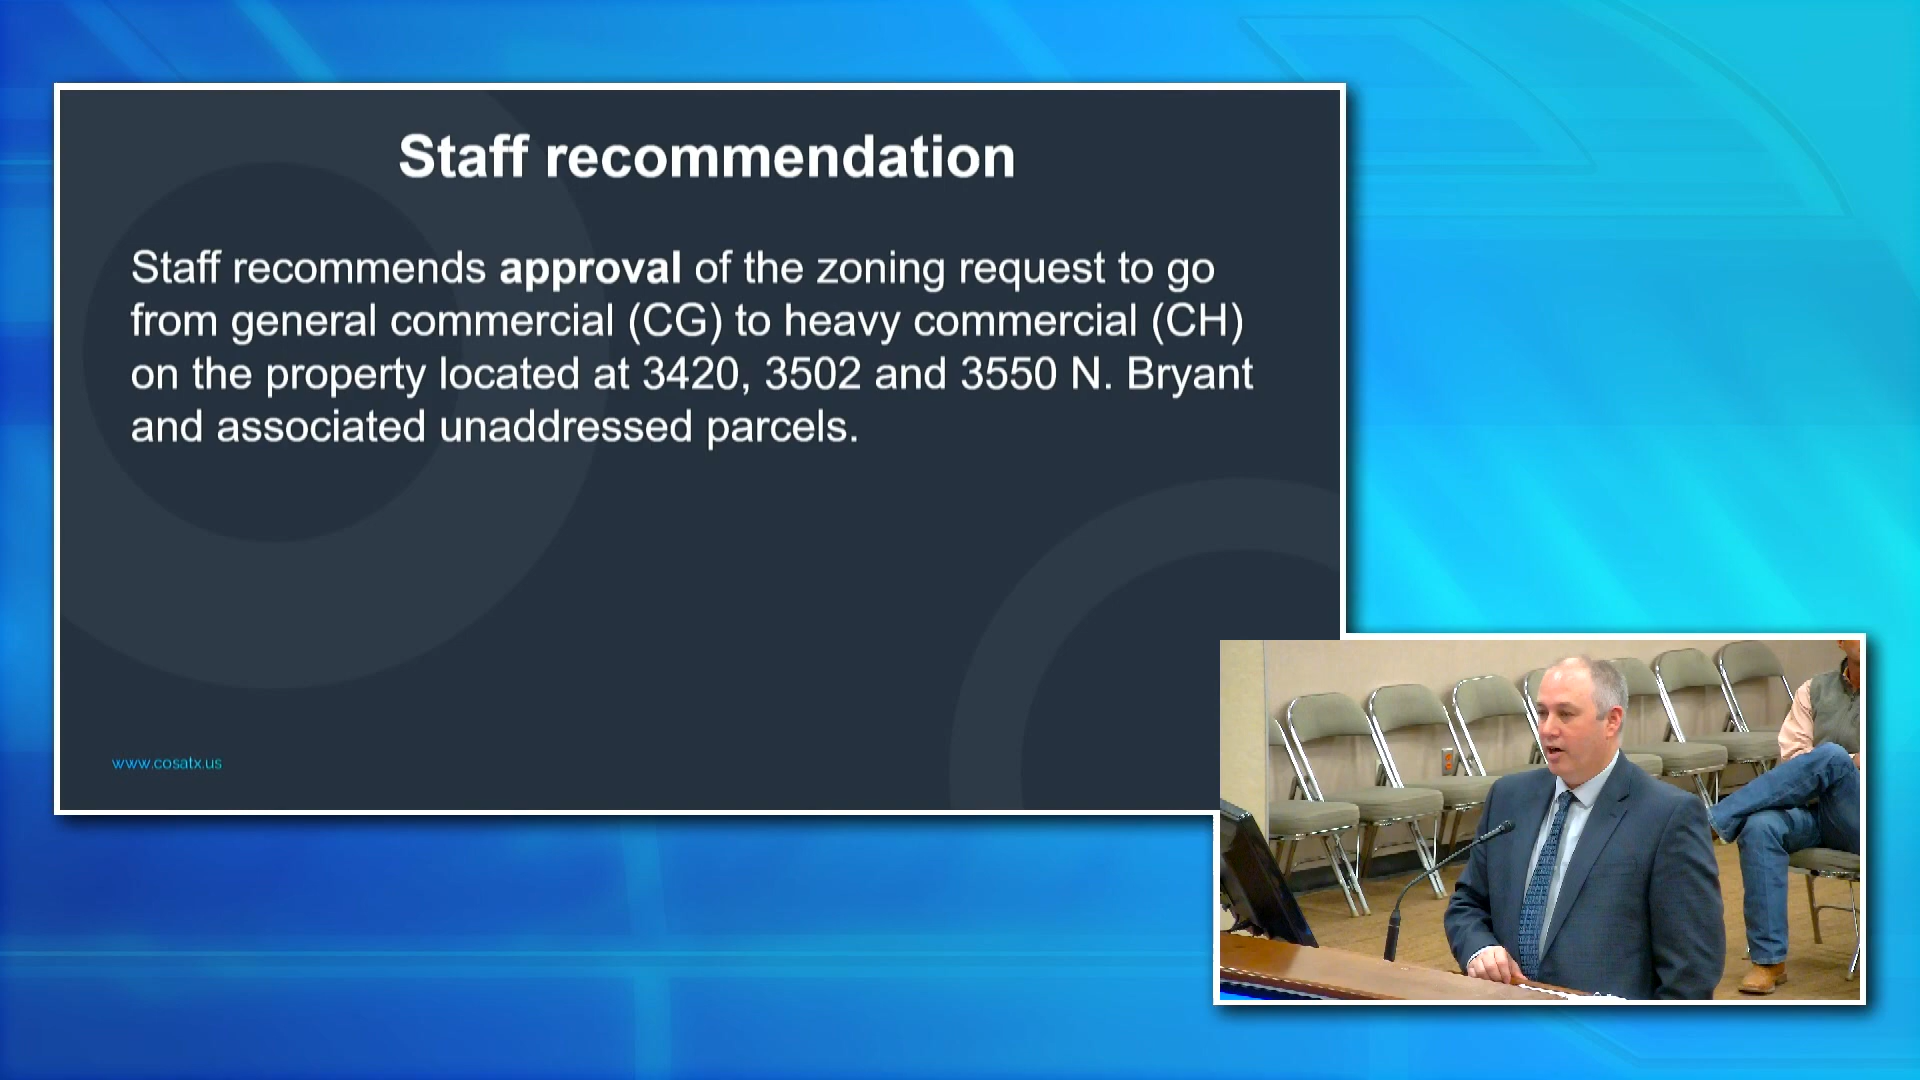 Staff recommendation
Staff recommends approval of the zoning request to go
from general commercial (CG) to heavy commercial (CH)
on the property located at 3420, 3502 and 3550 N. Bryant
and associated unaddressed parcels.
www.cosatx.us